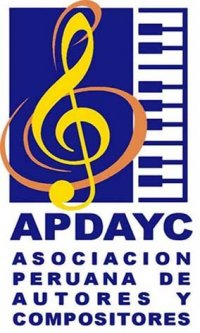 APDAYC
ASOCIACION
PERUANA DE
AUTORES Y
COMPOSITORES